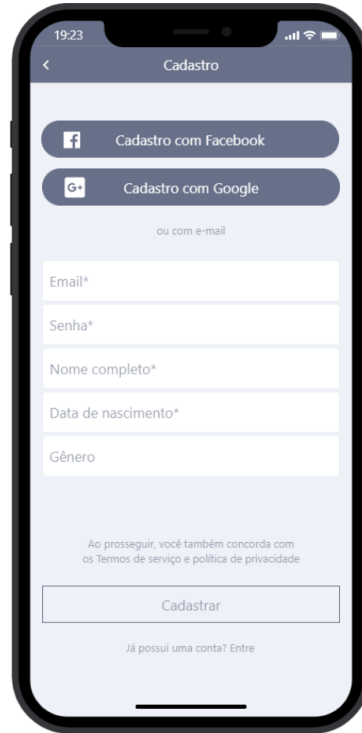 19:23
Cadastro
Cadastro com Facebook
G+
Cadastro com Google
ou com e-mail
Email*
Senha*
Nome completo*
Data de nascimento*
Gênero
Ao prosseguir, você também concorda com
os Termos de serviço e política de privacidade
Cadastrar
Já possui uma conta? Entre